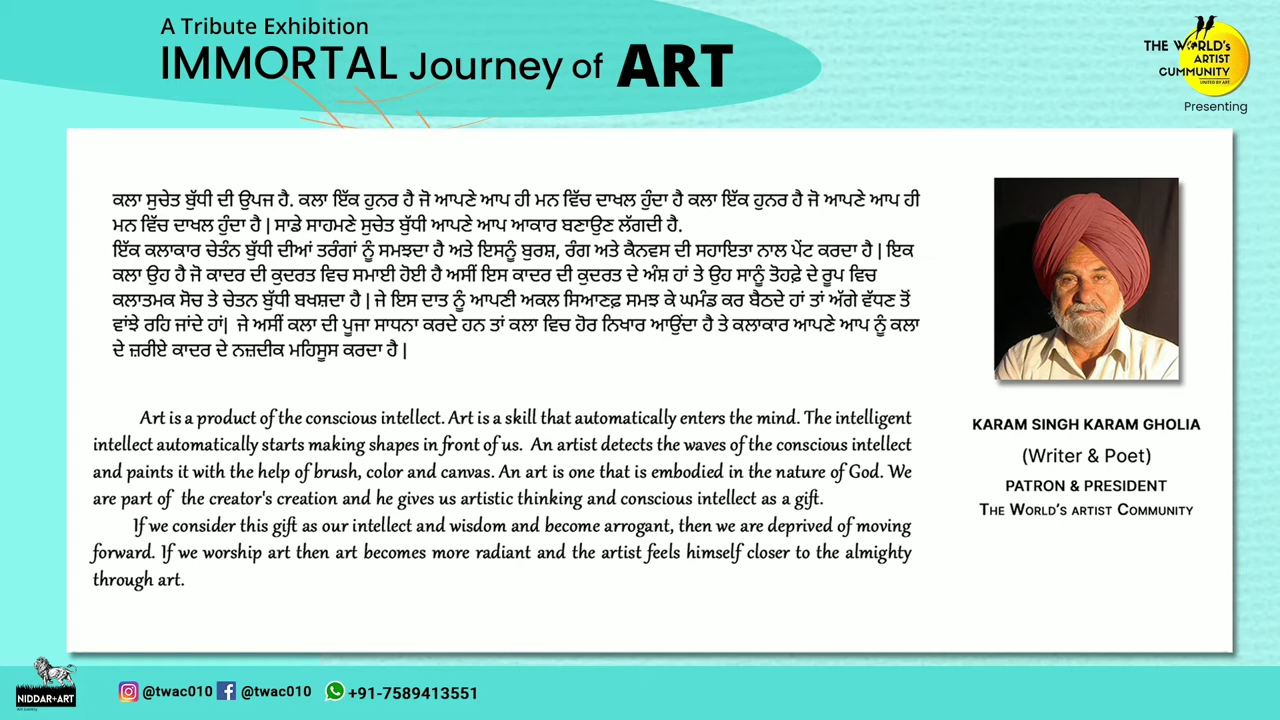 A Tribute Exhibition
IMMORTAL Journey of ART
THE WORLD's
ARTIST
CUMMUNITY
UNITED BY ART
Presenting
ਕਲਾ ਸੁਚੇਤ ਬੁੱਧੀ ਦੀ ਉਪਜ ਹੈ. ਕਲਾ ਇੱਕ ਹੁਨਰ ਹੈ ਜੋ ਆਪਣੇ ਆਪ ਹੀ ਮਨ ਵਿੱਚ ਦਾਖਲ ਹੁੰਦਾ ਹੈ ਕਲਾ ਇੱਕ ਹੁਨਰ ਹੈ ਜੋ ਆਪਣੇ ਆਪ ਹੀ
ਮਨ ਵਿੱਚ ਦਾਖਲ ਹੁੰਦਾ ਹੈ | ਸਾਡੇ ਸਾਹਮਣੇ ਸੁਚੇਤ ਬੁੱਧੀ ਆਪਣੇ ਆਪ ਆਕਾਰ ਬਣਾਉਣ ਲੱਗਦੀ ਹੈ.
ਇੱਕ ਕਲਾਕਾਰ ਚੇਤੰਨ ਬੁੱਧੀ ਦੀਆਂ ਤਰੰਗਾਂ ਨੂੰ ਸਮਝਦਾ ਹੈ ਅਤੇ ਇਸਨੂੰ ਬੁਰਸ਼, ਰੰਗ ਅਤੇ ਕੈਨਵਸ ਦੀ ਸਹਾਇਤਾ ਨਾਲ ਪੇਂਟ ਕਰਦਾ ਹੈ | ਇਕ
ਕਲਾ ਉਹ ਹੈ ਜੋ ਕਾਦਰ ਦੀ ਕੁਦਰਤ ਵਿਚ ਸਮਾਈ ਹੋਈ ਹੈ ਅਸੀਂ ਇਸ ਕਾਦਰ ਦੀ ਕੁਦਰਤ ਦੇ ਅੰਸ਼ ਹਾਂ ਤੇ ਉਹ ਸਾਨੂੰ ਤੋਹਫ਼ੇ ਦੇ ਰੂਪ ਵਿਚ
ਕਲਾਤਮਕ ਸੋਚ ਤੇ ਚੇਤਨ ਬੁੱਧੀ ਬਖਸ਼ਦਾ ਹੈ | ਜੇ ਇਸ ਦਾਤ ਨੂੰ ਆਪਣੀ ਅਕਲ ਸਿਆਣਫ਼ ਸਮਝ ਕੇ ਘਮੰਡ ਕਰ ਬੈਠਦੇ ਹਾਂ ਤਾਂ ਅੱਗੇ ਵੱਧਣ ਤੋਂ
ਵਾਂਝੇ ਰਹਿ ਜਾਂਦੇ ਹਾਂ| ਜੇ ਅਸੀਂ ਕਲਾ ਦੀ ਪੂਜਾ ਸਾਧਨਾ ਕਰਦੇ ਹਨ ਤਾਂ ਕਲਾ ਵਿਚ ਹੋਰ ਨਿਖਾਰ ਆਉਂਦਾ ਹੈ ਤੇ ਕਲਾਕਾਰ ਆਪਣੇ ਆਪ ਨੂੰ ਕਲਾ
ਦੇ ਜ਼ਰੀਏ ਕਾਦਰ ਦੇ ਨਜ਼ਦੀਕ ਮਹਿਸੂਸ ਕਰਦਾ ਹੈ |
Art is a product of the conscious intellect. Art is a skill that automatically enters the mind. The intelligent
intellect automatically starts making shapes in front of us. An artist detects the waves of the conscious intellect
and paints it with the help of brush, color and canvas. An art is one that is embodied in the nature of God. We
are part of the creator's creation and he gives us artistic thinking and conscious intellect as a gift.
If we consider this gift as our intellect and wisdom and become arrogant, then we are deprived of moving
forward. If we worship art then art becomes more radiant and the artist feels himself closer to the almighty
through art.
KARAM SINGH KARAM GHOLIA
(Writer & Poet)
PATRON & PRESIDENT
THE WORLD'S ARTIST COMMUNITY
NIDDAR+ART
@twac010 @twac010 +91-7589413551